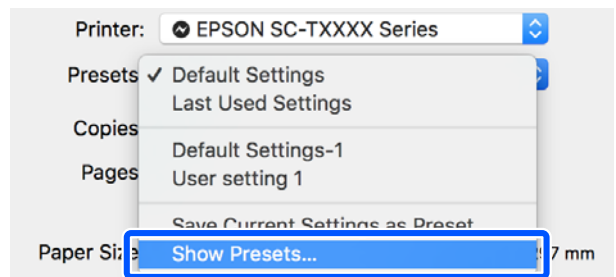 Printer: EPSON SC-TXXXX Series
Presets ✓ Default Settings
Last Used Settings
Copies
Default Settings-1
Pages User setting 1
Save Current Settings as Preset
Paper Size Show Presets... 7 mm